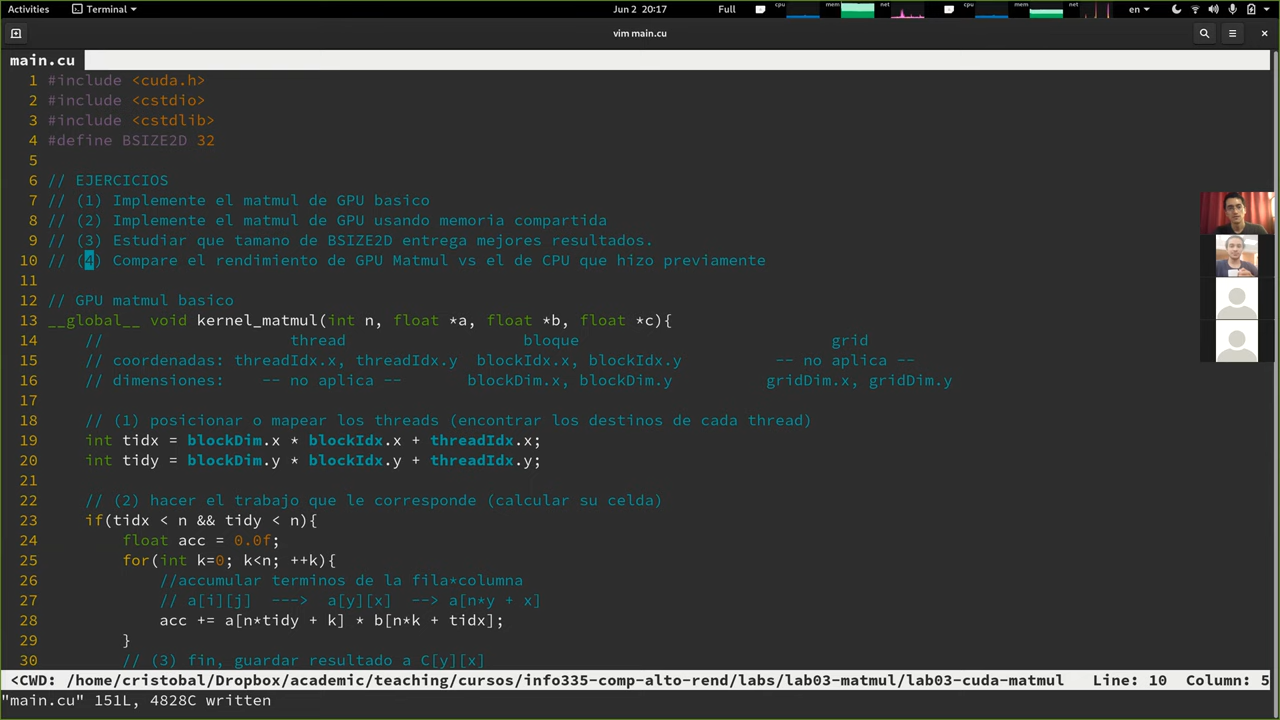 Activities Terminal Jun 2 20:17 Full cpu mem net cpu mem net en
vim main.cu
main.cu
1 #include <cuda.h>
2 #include <cstdio>
3 #include <cstdlib>
4 #define BSIZE2D 32
5
6 // EJERCICIOS
7 // (1) Implemente el matmul de GPU basico
8 // (2) Implemente el matmul de GPU usando memoria compartida
9 // (3) Estudiar que tamano de BSIZE2D entrega mejores resultados.
10 // (4) Compare el rendimiento de GPU Matmul vs el de CPU que hizo previamente
11
12 // GPU matmul basico
13 __global__ void kernel_matmul(int n, float *a, float *b, float *c){
14 // thread bloque grid
15 // coordenadas: threadIdx.x, threadIdx.y blockIdx.x, blockIdx.y -- no aplica --
16 // dimensiones: -- no aplica -- blockDim.x, blockDim.y gridDim.x, gridDim.y
17
18 // (1) posicionar o mapear los threads (encontrar los destinos de cada thread)
19 int tidx = blockDim.x * blockIdx.x + threadIdx.x;
20 int tidy = blockDim.y * blockIdx.y + threadIdx.y;
21
22 // (2) hacer el trabajo que le corresponde (calcular su celda)
23 if(tidx < n && tidy < n){
24 float acc = 0.0f;
25 for(int k=0; k<n; ++k){
26 //accumular terminos de la fila*columna
27 // a[i][j] ---> a[y][x] --> a[n*y + x]
28 acc += a[n*tidy + k] * b[n*k + tidx];
29 }
30 // (3) fin, guardar resultado a C[y][x]
<CWD: /home/cristobal/Dropbox/academic/teaching/cursos/info335-comp-alto-rend/labs/lab03-matmul/lab03-cuda-matmul Line: 10 Column: 5
"main.cu" 151L, 4828C written